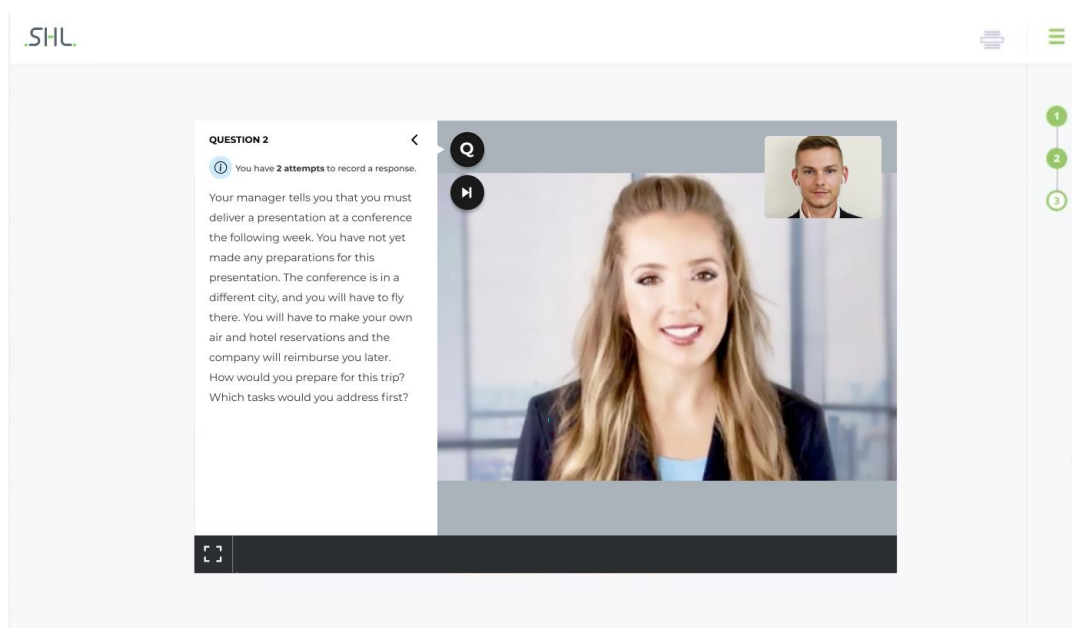 .SHL.
1
QUESTION 2
Q
You have 2 attempts to record a response.
2
Your manager tells you that you must
deliver a presentation at a conference
3
the following week. You have not yet
made any preparations for this
presentation. The conference is in a
different city, and you will have to fly
there. You will have to make your own
air and hotel reservations and the
company will reimburse you later.
How would you prepare for this trip?
Which tasks would you address first?